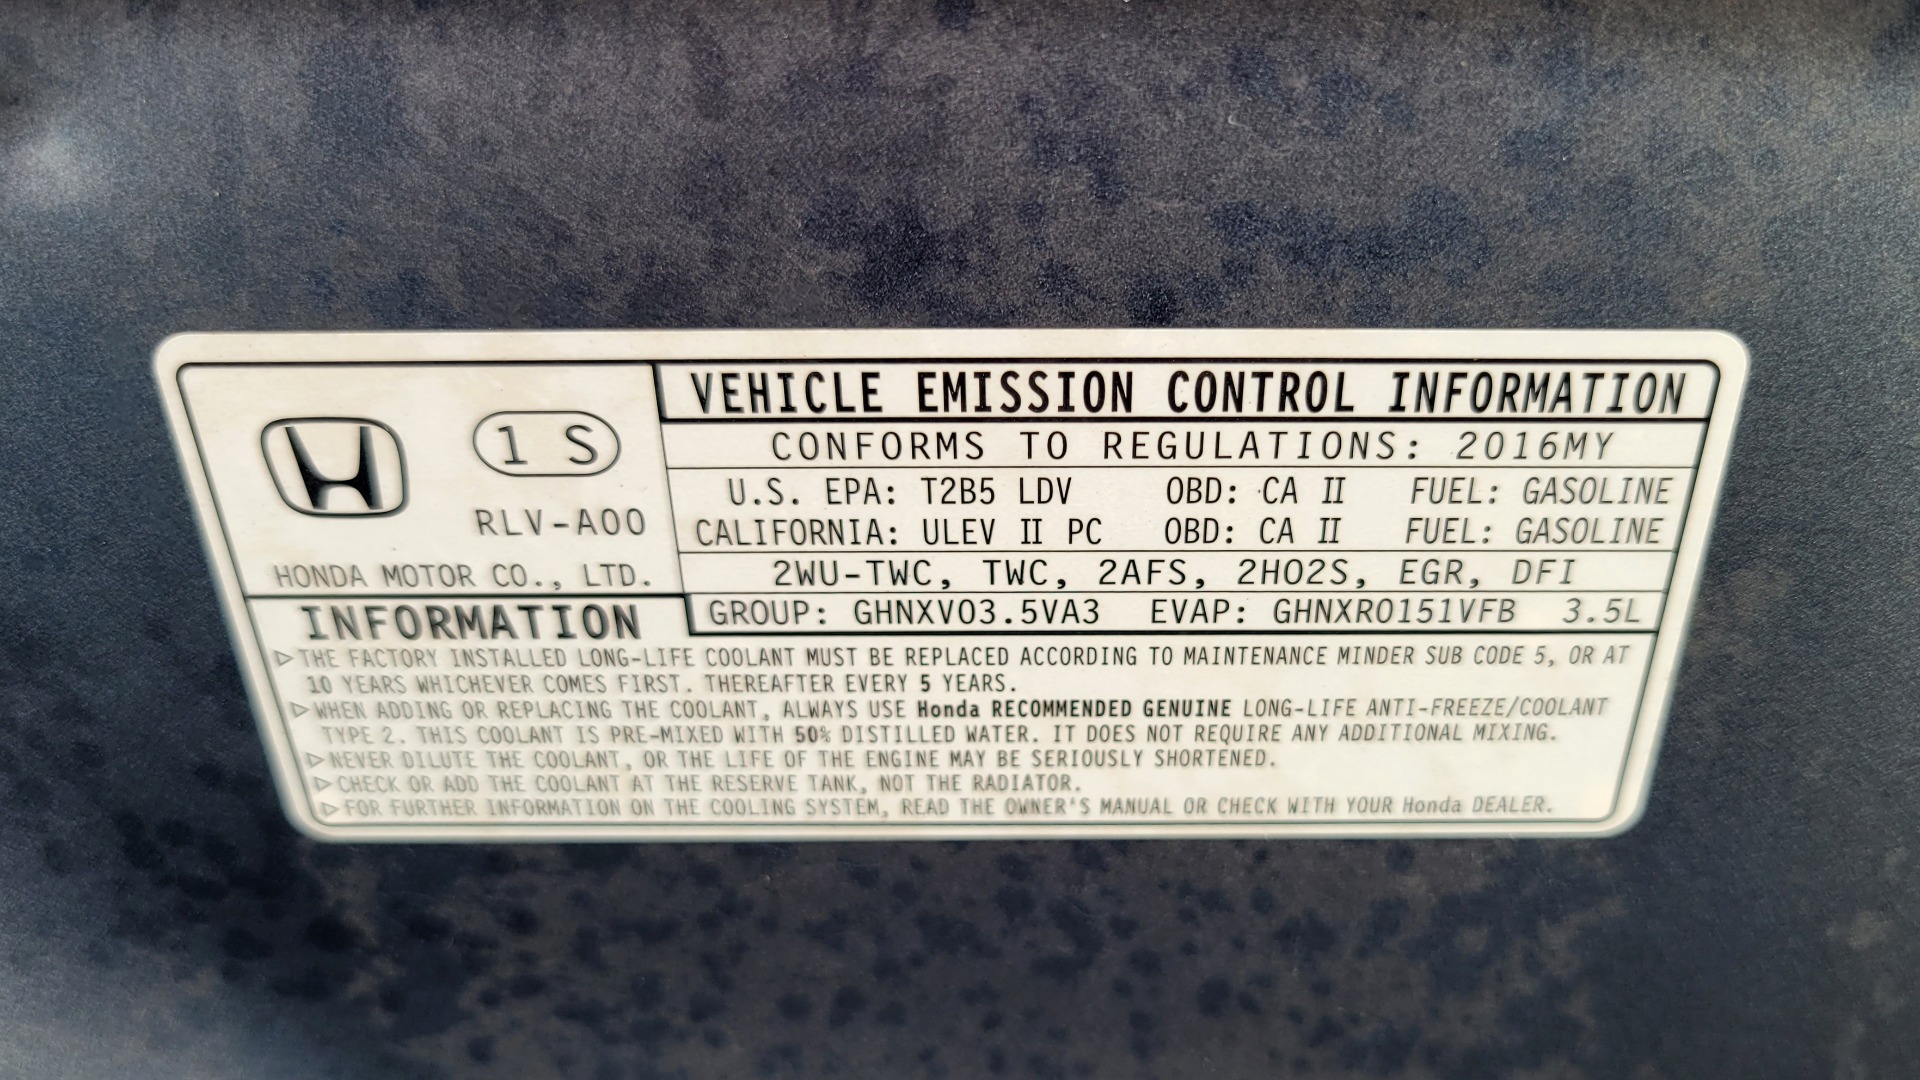 VEHICLE EMISSION CONTROL INFORMATION
1 S
CONFORMS TO REGULATIONS: 2016MY
U.S. EPA: T2B5 LDV OBD: CA II FUEL: GASOLINE
RLV-A00
CALIFORNIA: ULEV II PC OBD: CA II FUEL: GASOLINE
HONDA MOTOR CO., LTD.
2WU-TWC, TWC, 2AFS, 2HO2S, EGR, DFI
INFORMATION
GROUP: GHNXV03.5VA3 EVAP: GHNXR0151VFB 3.5L
▷THE FACTORY INSTALLED LONG-LIFE COOLANT MUST BE REPLACED ACCORDING TO MAINTENANCE MINDER SUB CODE 5, OR AT
10 YEARS WHICHEVER COMES FIRST. THEREAFTER EVERY 5 YEARS.
▷WHEN ADDING OR REPLACING THE COOLANT, ALWAYS USE Honda RECOMMENDED GENUINE LONG-LIFE ANTI-FREEZE/COOLANT
TYPE 2. THIS COOLANT IS PRE-MIXED WITH 50% DISTILLED WATER. IT DOES NOT REQUIRE ANY ADDITIONAL MIXING.
▷NEVER DILUTE THE COOLANT, OR THE LIFE OF THE ENGINE MAY BE SERIOUSLY SHORTENED.
▷CHECK OR ADD THE COOLANT AT THE RESERVE TANK, NOT THE RADIATOR.
▷FOR FURTHER INFORMATION ON THE COOLING SYSTEM, READ THE OWNER'S MANUAL OR CHECK WITH YOUR Honda DEALER.